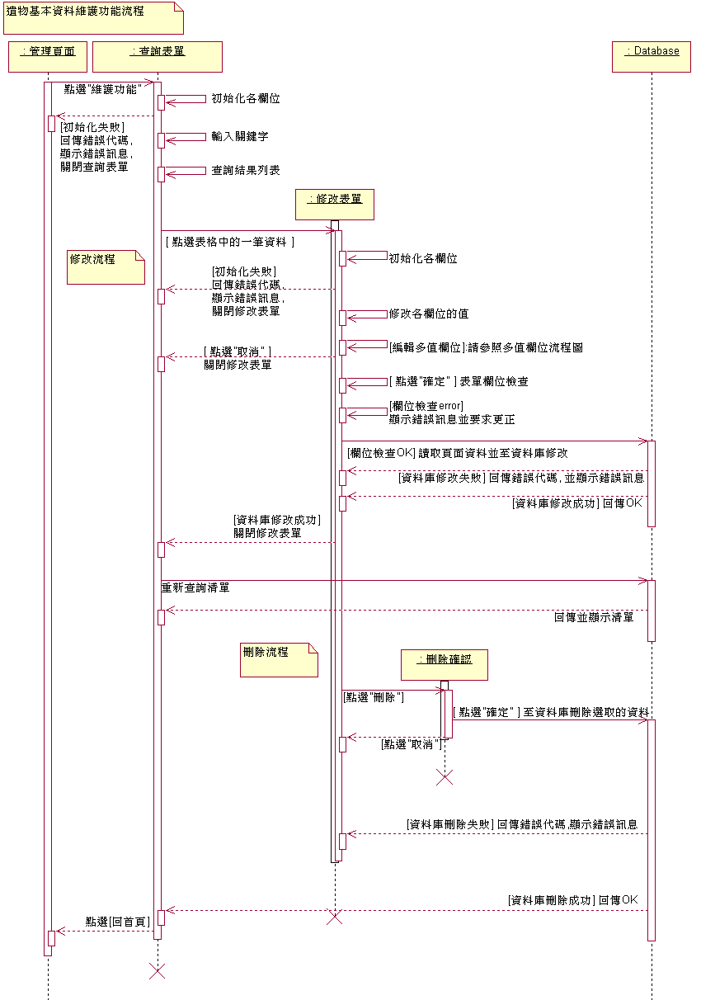 遺物基本資料維護功能流程
: 管理頁面
: 查詢表單
: Database
點選"維護功能"
初始化各欄位
[初始化失敗]
回傳錯誤代碼,
顯示錯誤訊息,
關閉查詢表單
輸入關鍵字
查詢結果列表
: 修改表單
[ 點選表格中的一筆資料 ]
修改流程
初始化各欄位
[初始化失敗]
回傳錯誤代碼,
顯示錯誤訊息,
關閉修改表單
修改各欄位的值
[編輯多值欄位]:請參照多值欄位流程圖
[ 點選"取消" ]
關閉修改表單
[ 點選"確定" ] 表單欄位檢查
[欄位檢查error]
顯示錯誤訊息並要求更正
[欄位檢查OK] 讀取頁面資料並至資料庫修改
[資料庫修改失敗] 回傳錯誤代碼, 並顯示錯誤訊息
[資料庫修改成功] 回傳OK
[資料庫修改成功]
關閉修改表單
重新查詢清單
回傳並顯示清單
刪除流程
: 刪除確認
[點選"刪除"]
[ 點選"確定" ] 至資料庫刪除選取的資料
[點選"取消"]
[資料庫刪除失敗] 回傳錯誤代碼,顯示錯誤訊息
[資料庫刪除成功] 回傳OK
點選[回首頁]